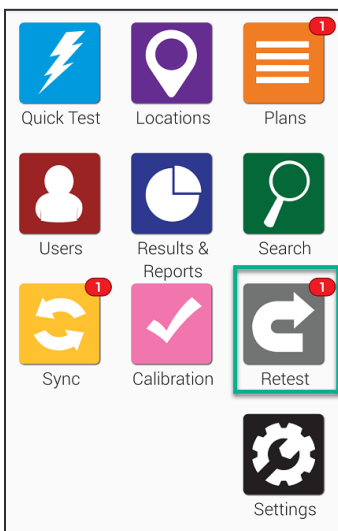 1
Quick Test Locations Plans
Users Results & Search
Reports
1 1
Sync Calibration Retest
Settings